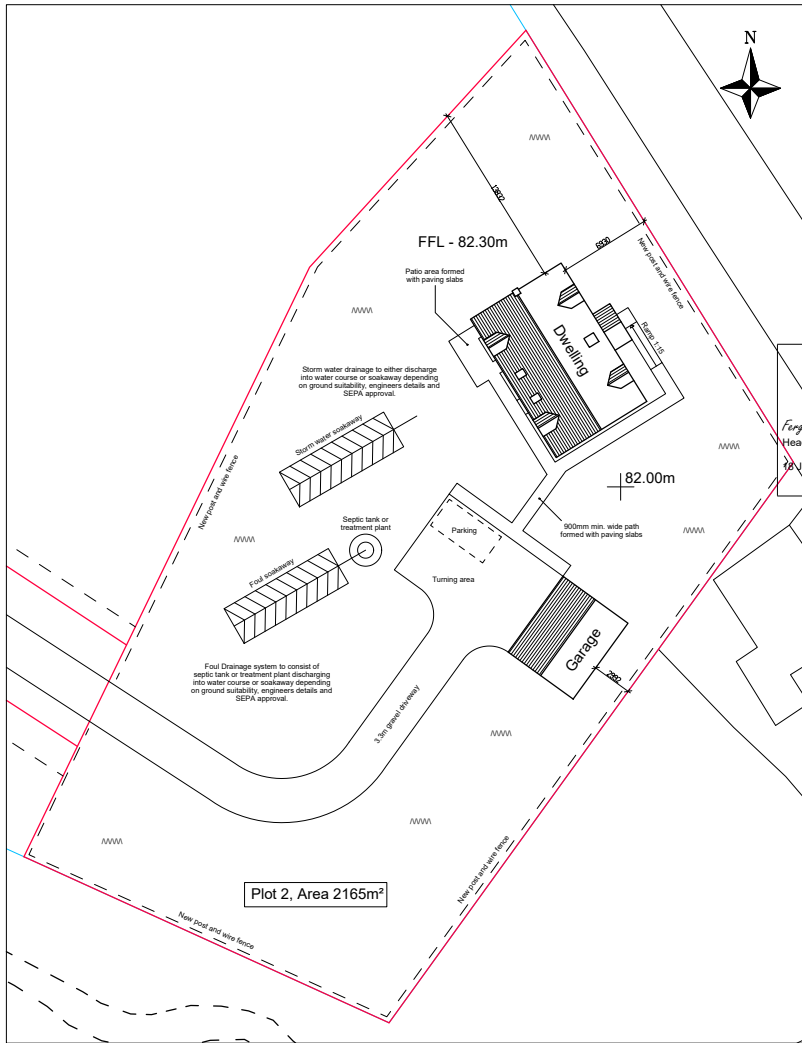 N
13802
FFL - 82.30m
6930
New post and wire fence
Patio area formed
with paving slabs
Dwelling
Ramp 1:15
Storm water drainage to either discharge
into water course or soakaway depending
on ground suitability, engineers details and
SEPA approval.
Storm water soakaway
New post and wire fence
82.00m
Septic tank or
treatment plant
Parking
900mm min. wide path
formed with paving slabs
Foul soakaway
Turning area
Garage
2892
Foul Drainage system to consist of
septic tank or treatment plant discharging
into water course or soakaway depending
on ground suitability, engineers details and
SEPA approval.
3.3m gravel driveway
New post and wire fence
Plot 2, Area 2165m²
New post and wire fence